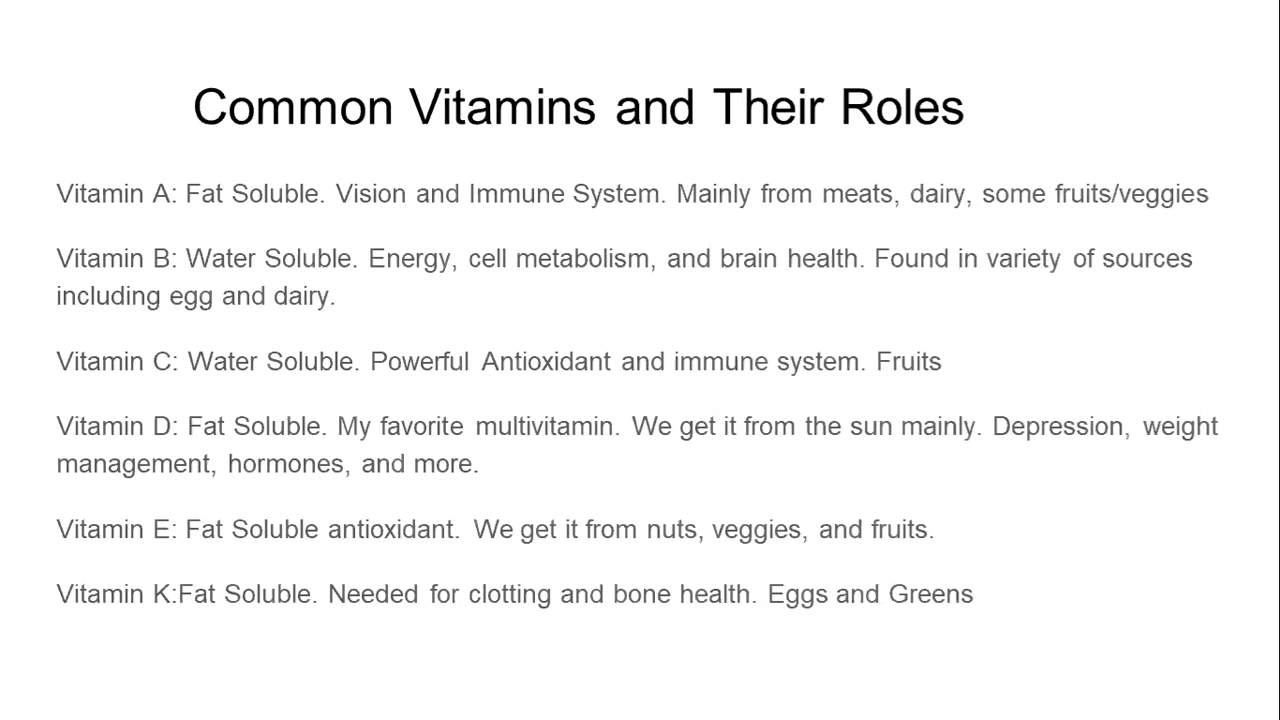 Common Vitamins and Their Roles
Vitamin A: Fat Soluble. Vision and Immune System. Mainly from meats, dairy, some fruits/veggies
Vitamin B: Water Soluble. Energy, cell metabolism, and brain health. Found in variety of sources
including egg and dairy.
Vitamin C: Water Soluble. Powerful Antioxidant and immune system. Fruits
Vitamin D: Fat Soluble. My favorite multivitamin. We get it from the sun mainly. Depression, weight
management, hormones, and more.
Vitamin E: Fat Soluble antioxidant. We get it from nuts, veggies, and fruits.
Vitamin K:Fat Soluble. Needed for clotting and bone health. Eggs and Greens